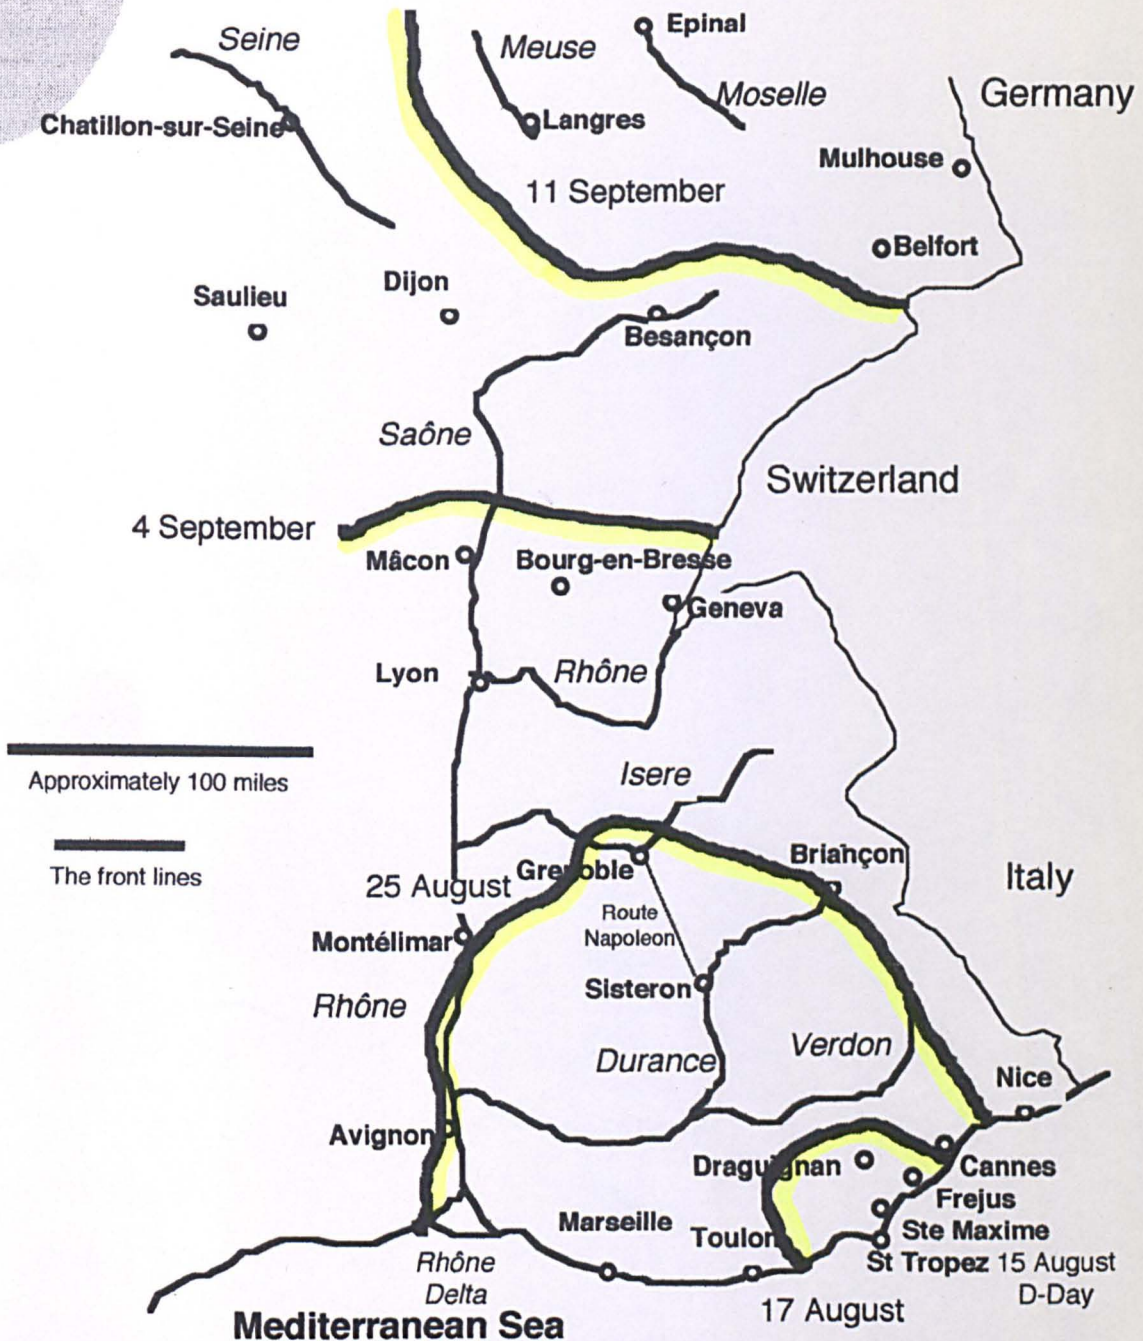 Seine
Meuse
Epinal
Moselle
Germany
Chatillon-sur-Seine
Langres
Mulhouse
11 September
Belfort
Saulieu
Dijon
Besançon
Saône
Switzerland
4 September
Mâcon
Bourg-en-Bresse
Geneva
Lyon
Rhône
Approximately 100 miles
Isere
The front lines
25 August
Grenoble
Briançon
Italy
Route
Napoleon
Montélimar
Sisteron
Rhône
Durance
Verdon
Nice
Avignon
Draguignan
Cannes
Frejus
Marseille
Toulon
Ste Maxime
St Tropez 15 August
D-Day
Rhône
Delta
17 August
Mediterranean Sea